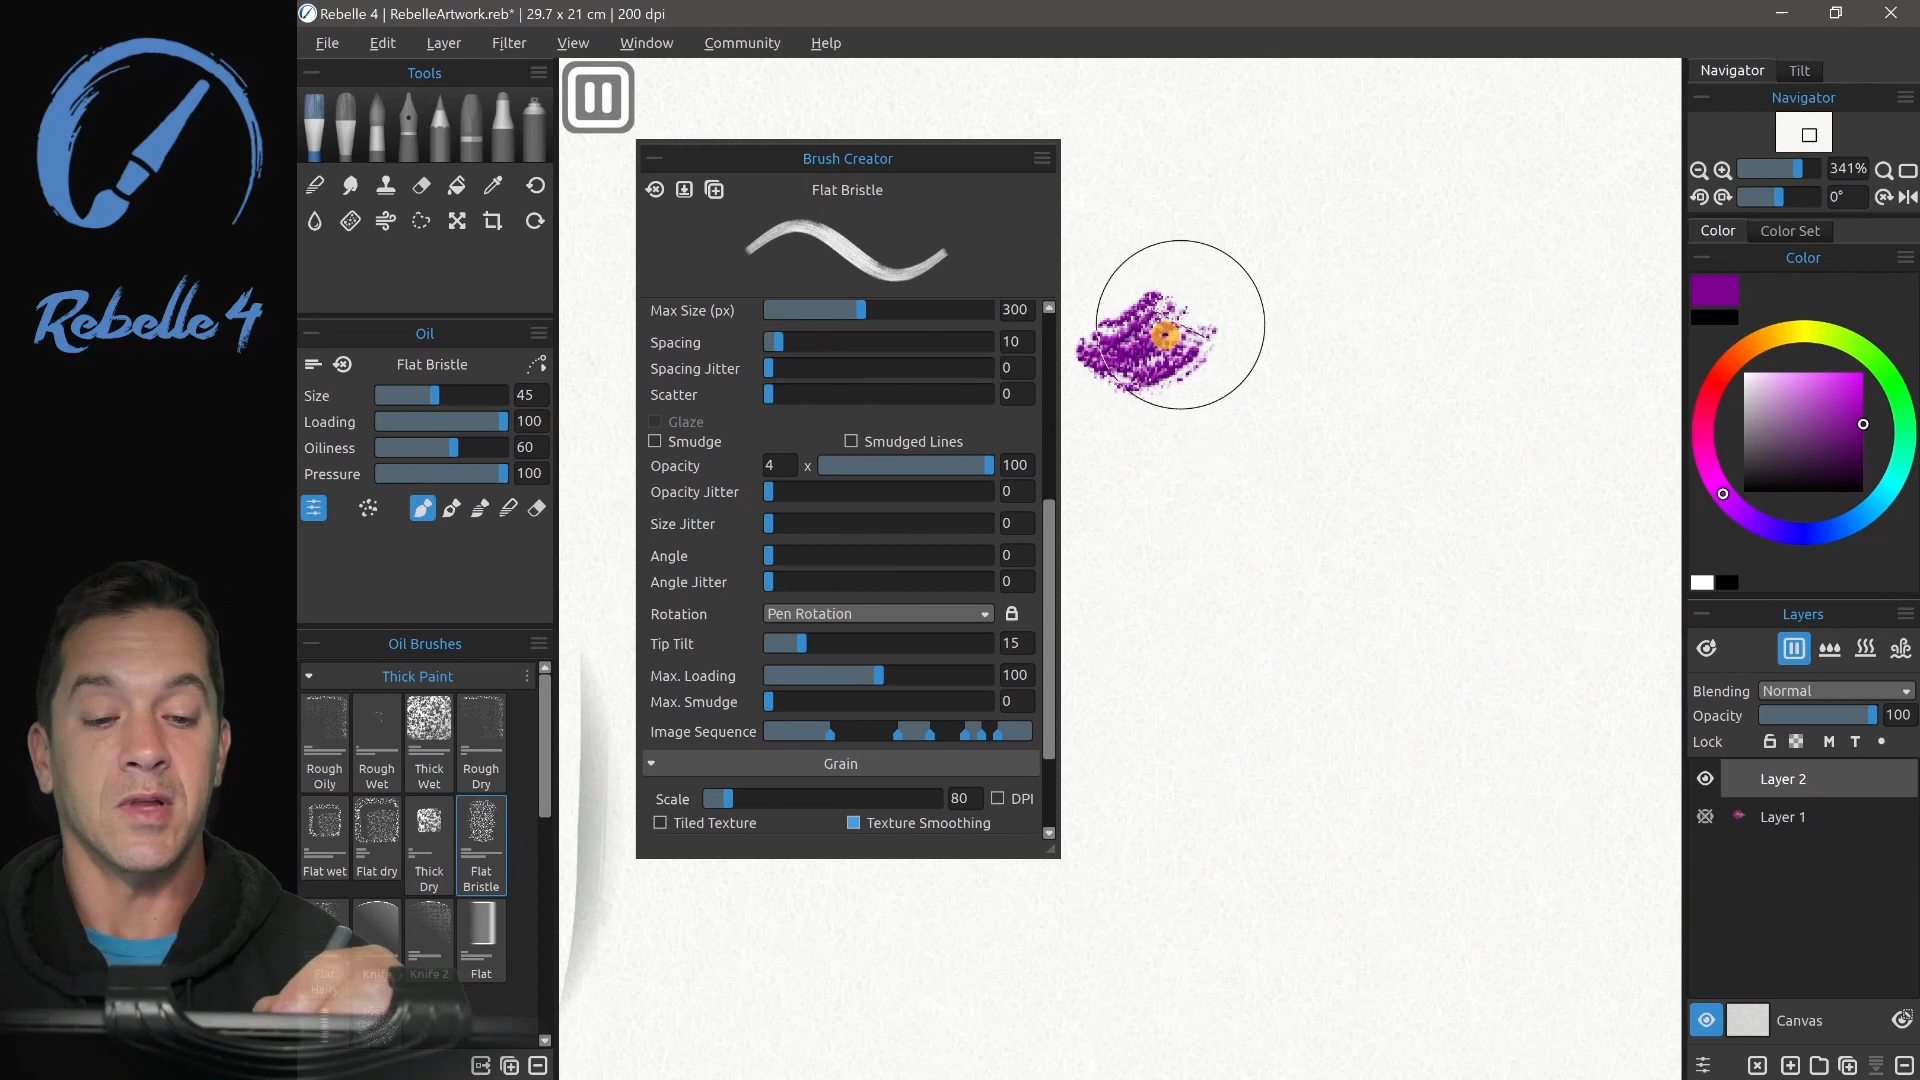 Rebelle 4 | RebelleArtwork.reb* | 29.7 x 21 cm | 200 dpi
File Edit Layer Filter View Window Community Help
Rebelle 4
Tools
Oil
Flat Bristle
Size 45
Loading 100
Oiliness 60
Pressure 100
Oil Brushes
Thick Paint
Rough Oily
Rough Wet
Thick Wet
Rough Dry
Flat wet
Flat dry
Thick Dry
Flat Bristle
Flat Hairy
Knife
Knife 2
Flat
Brush Creator
Flat Bristle
Max Size (px) 300
Spacing 10
Spacing Jitter 0
Scatter 0
Glaze
Smudge Smudged Lines
Opacity 4 x 100
Opacity Jitter 0
Size Jitter 0
Angle 0
Angle Jitter 0
Rotation Pen Rotation
Tip Tilt 15
Max. Loading 100
Max. Smudge 0
Image Sequence
Grain
Scale 80 DPI
Tiled Texture Texture Smoothing
Navigator Tilt
Navigator
341%
0°
Color Color Set
Color
Layers
Blending Normal
Opacity 100
Lock M T
Layer 2
Layer 1
Canvas